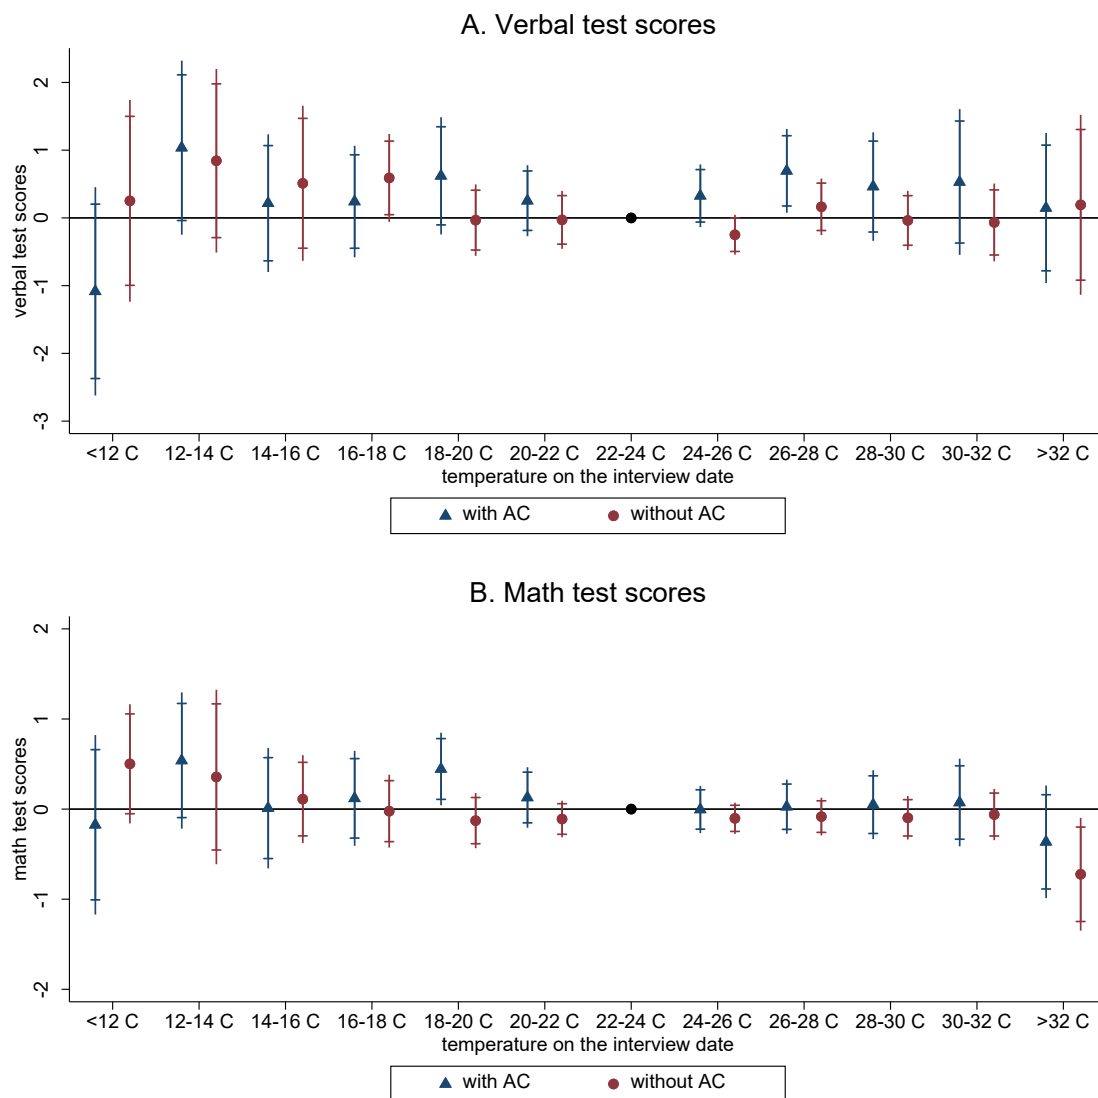 A. Verbal test scores
verbal test scores
2
1
0
-1
-2
-3
<12 C 12-14 C 14-16 C 16-18 C 18-20 C 20-22 C 22-24 C 24-26 C 26-28 C 28-30 C 30-32 C >32 C
temperature on the interview date
with AC without AC
B. Math test scores
math test scores
2
1
0
-1
-2
<12 C 12-14 C 14-16 C 16-18 C 18-20 C 20-22 C 22-24 C 24-26 C 26-28 C 28-30 C 30-32 C >32 C
temperature on the interview date
with AC without AC